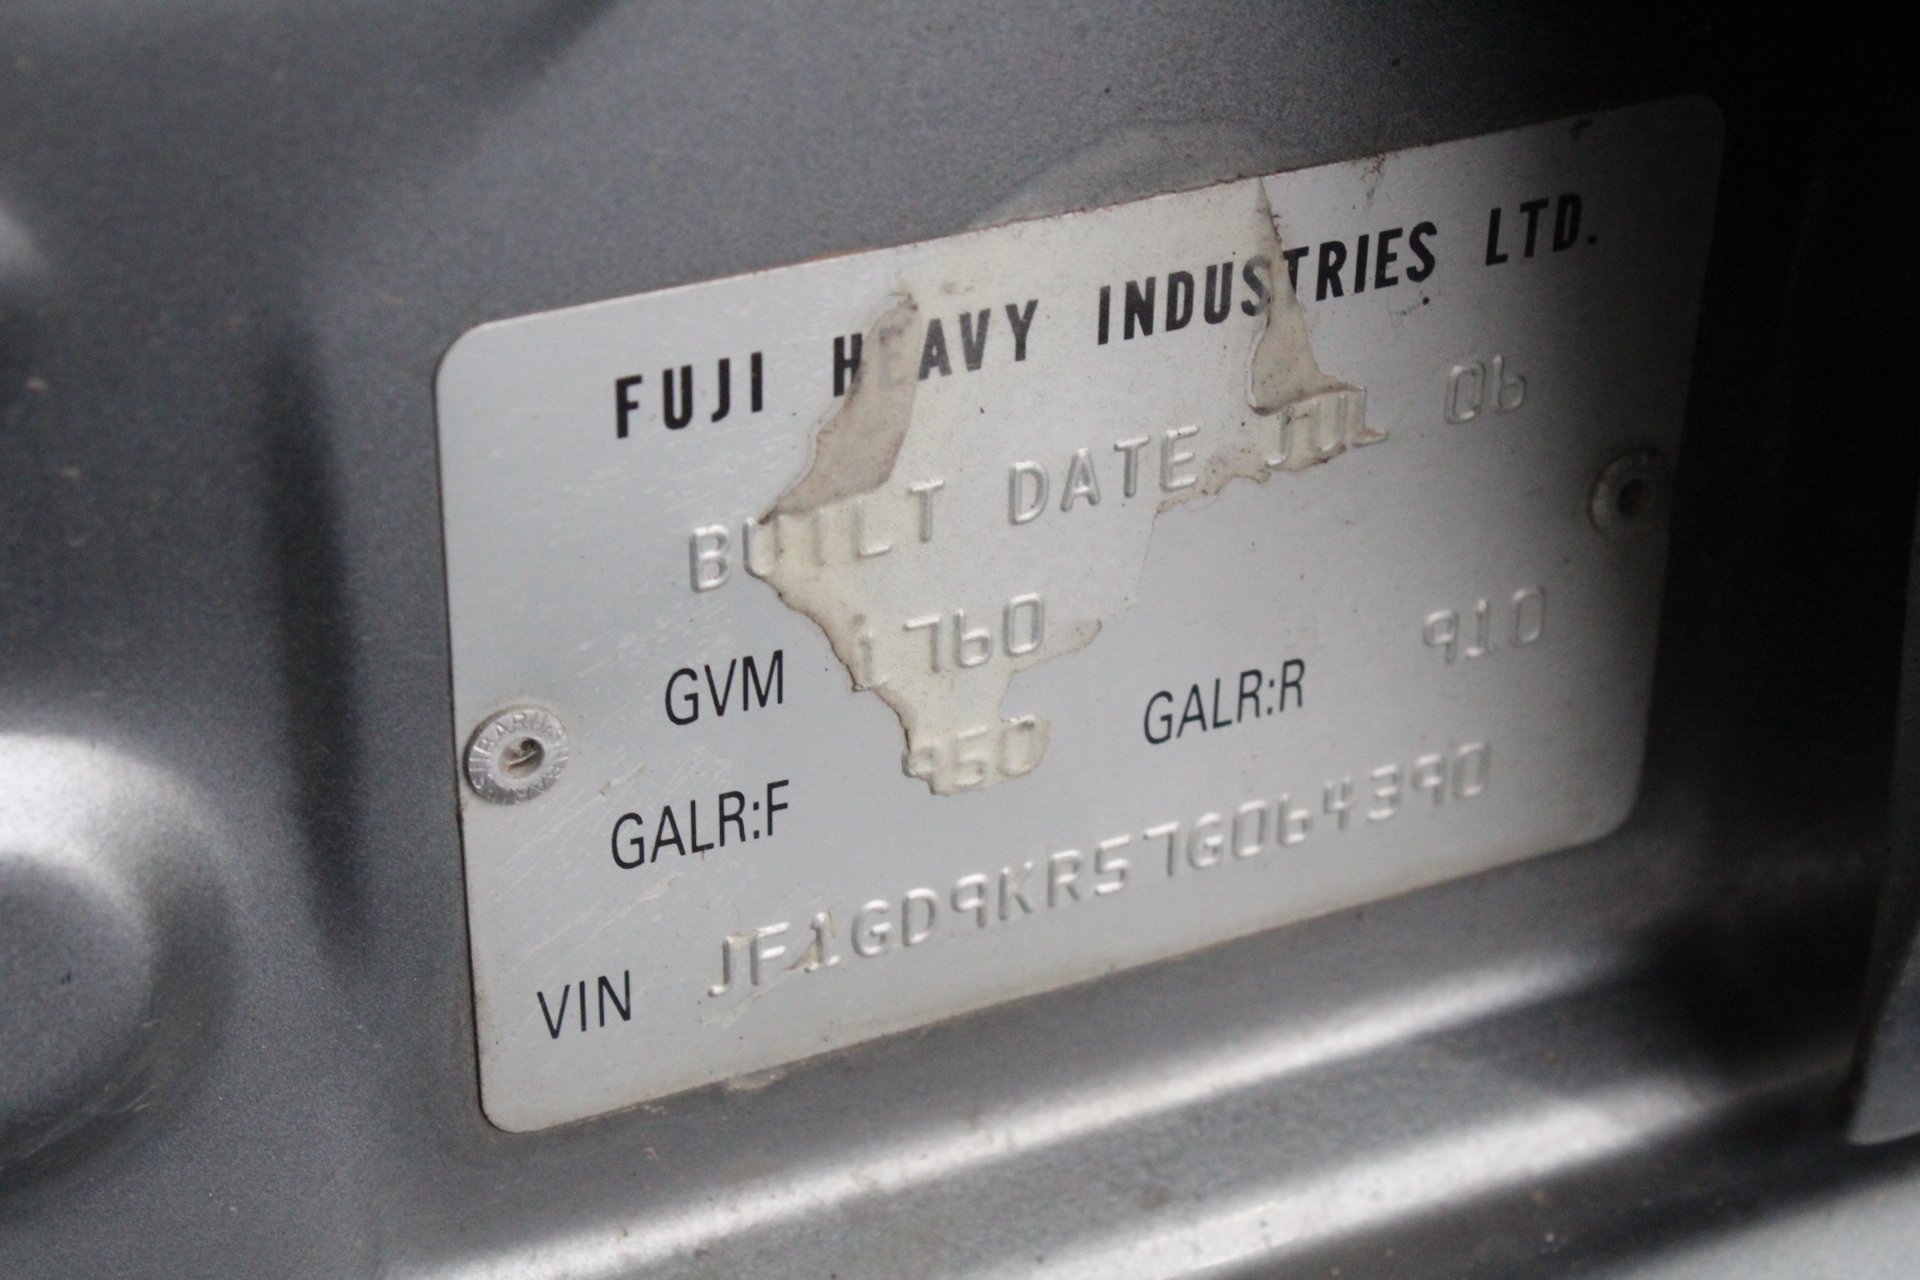 FUJI HEAVY INDUSTRIES LTD.
BUILT DATE JUL 06
GVM 1760
GALR:F 950 GALR:R 910
VIN JF1GD9KR57G064390